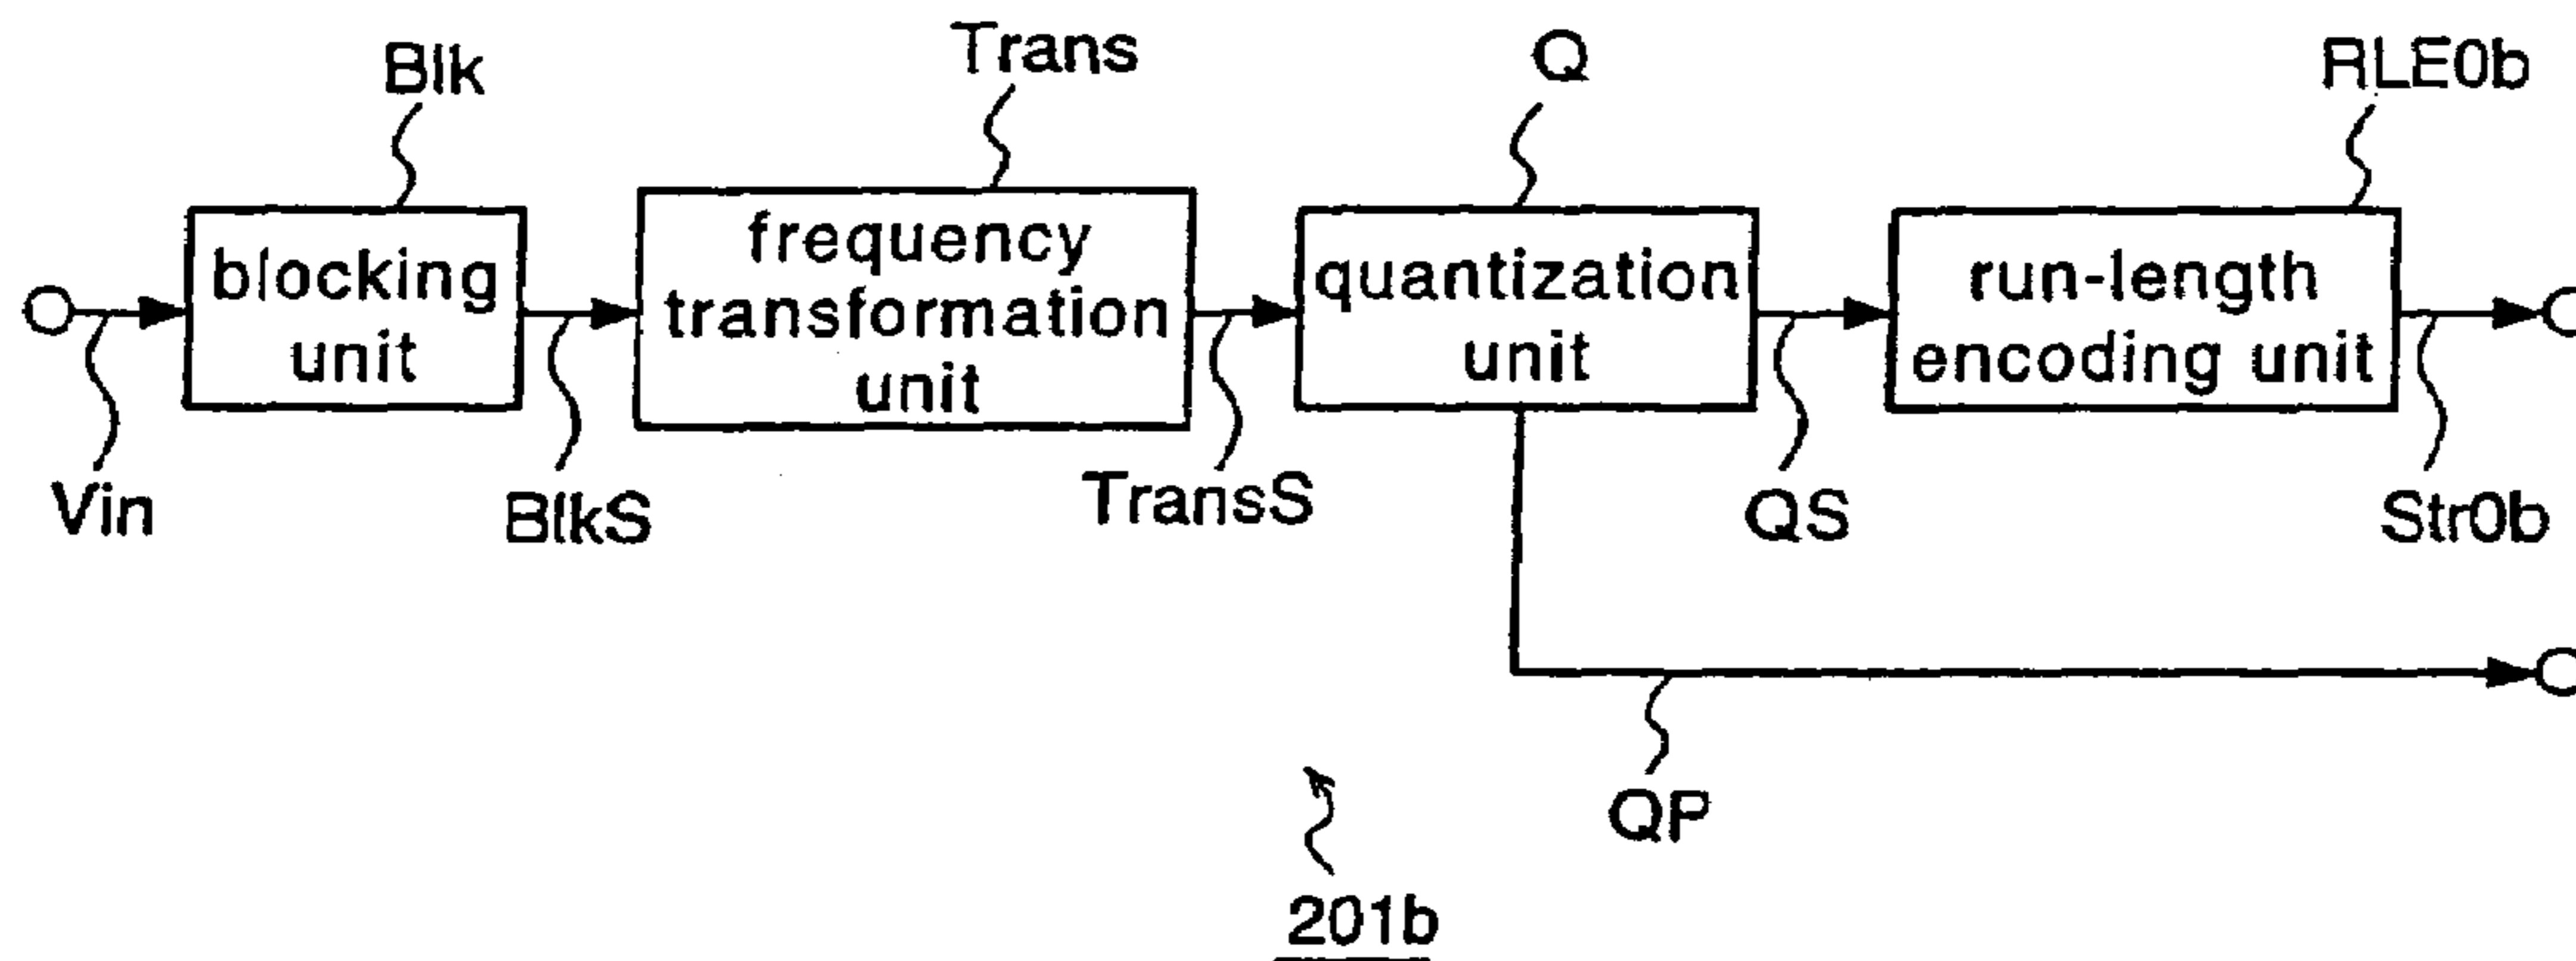 Blk
Trans
Q
RLE0b
blocking
unit
frequency
transformation
unit
quantization
unit
run-length
encoding unit
Vin
BlkS
TransS
QS
Str0b
QP
201b